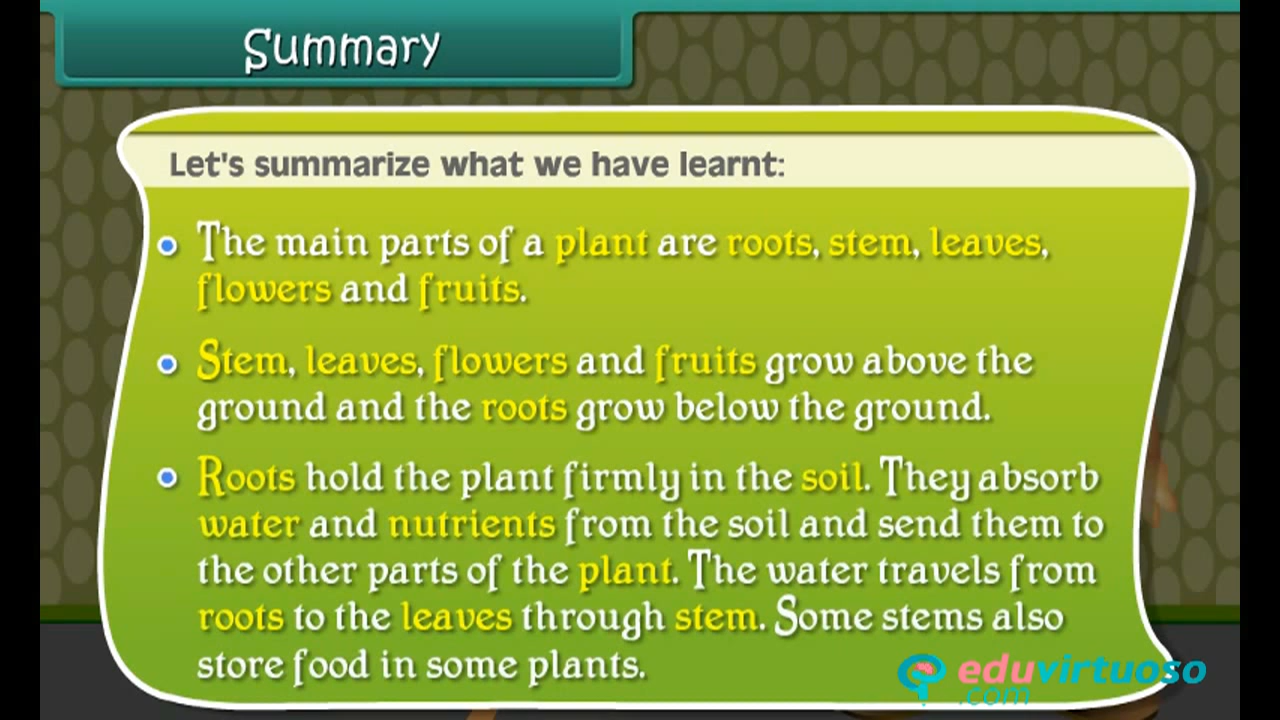 Summary
Let's summarize what we have learnt:
The main parts of a plant are roots, stem, leaves,
flowers and fruits.
Stem, leaves, flowers and fruits grow above the
ground and the roots grow below the ground.
Roots hold the plant firmly in the soil. They absorb
water and nutrients from the soil and send them to
the other parts of the plant. The water travels from
roots to the leaves through stem. Some stems also
store food in some plants.
eduvirtuoso
.com